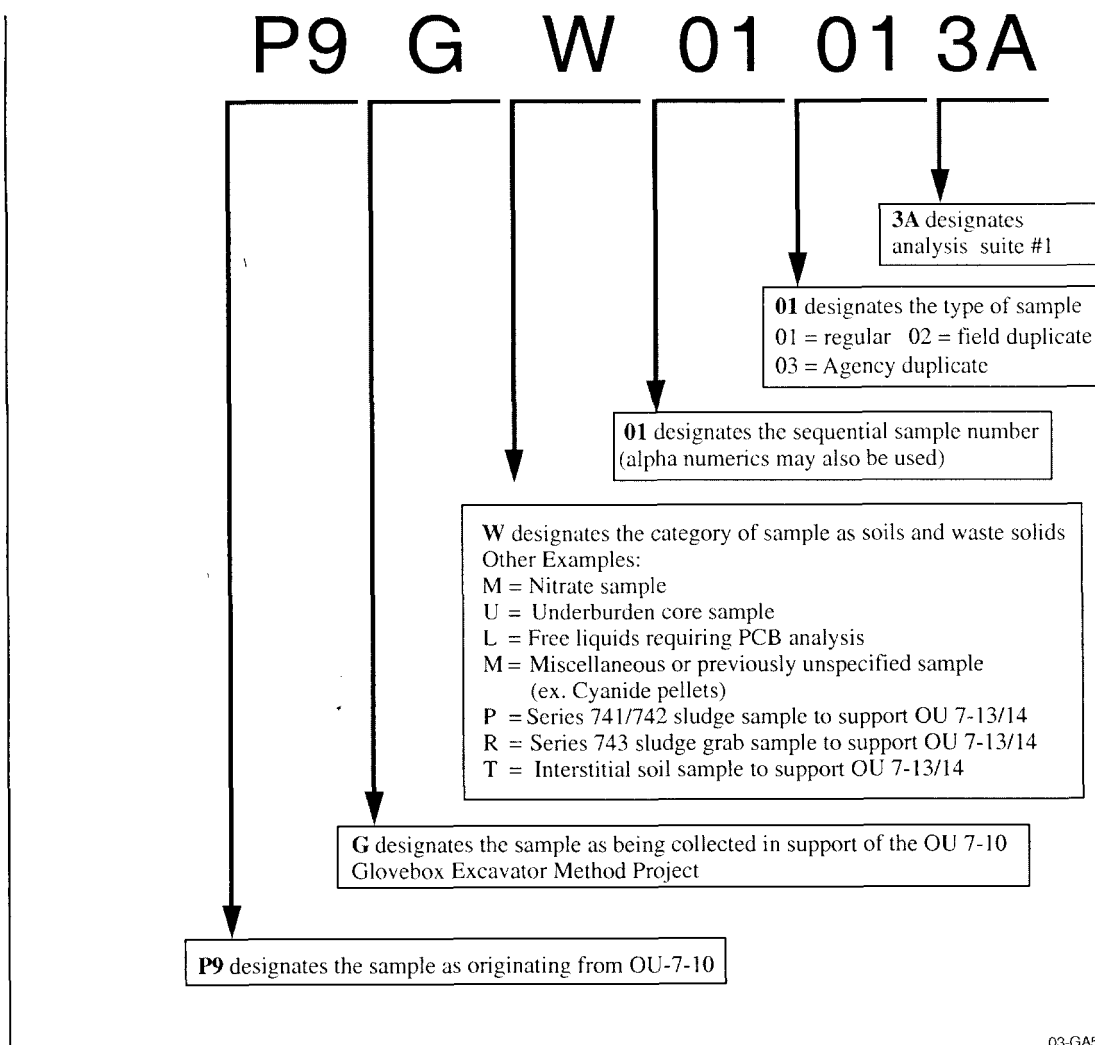 P9 G W 01 01 3A
3A designates
analysis suite #1
01 designates the type of sample
01 = regular 02 = field duplicate
03 = Agency duplicate
01 designates the sequential sample number
(alpha numerics may also be used)
W designates the category of sample as soils and waste solids
Other Examples:
M = Nitrate sample
U = Underburden core sample
L = Free liquids requiring PCB analysis
M = Miscellaneous or previously unspecified sample
(ex. Cyanide pellets)
P = Series 741/742 sludge sample to support OU 7-13/14
R = Series 743 sludge grab sample to support OU 7-13/14
T = Interstitial soil sample to support OU 7-13/14
G designates the sample as being collected in support of the OU 7-10
Glovebox Excavator Method Project
P9 designates the sample as originating from OU-7-10